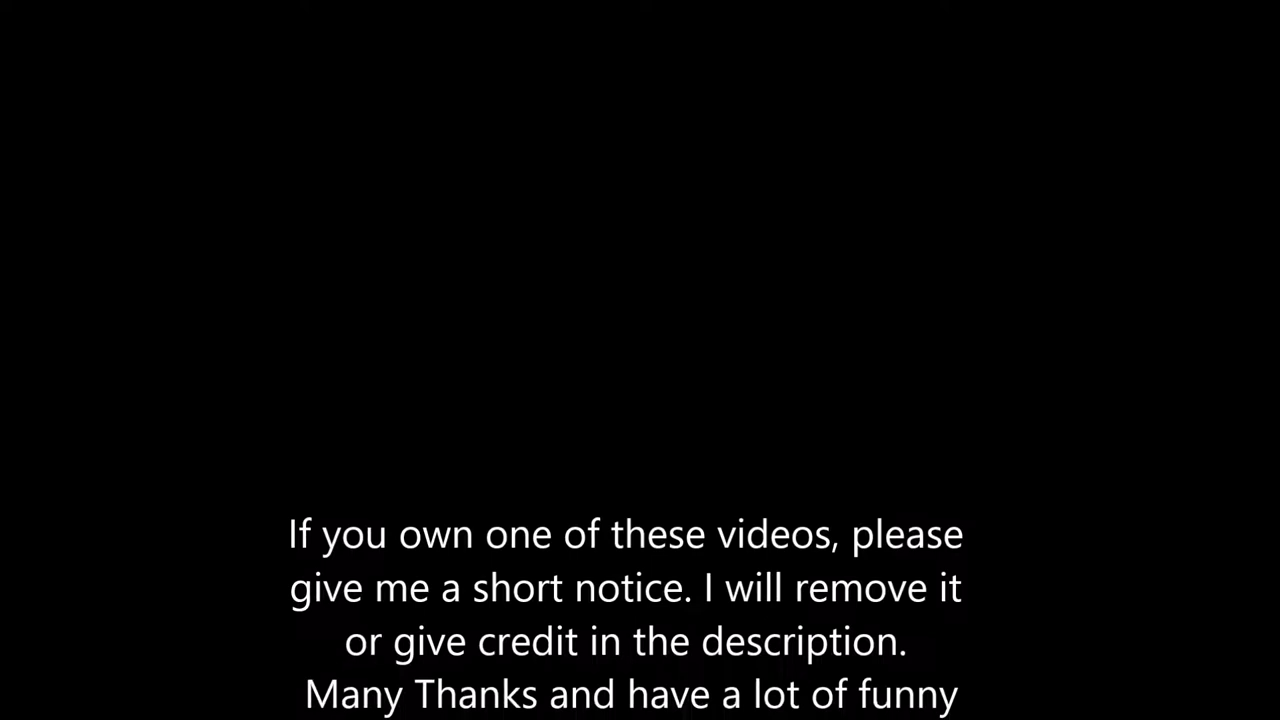 If you own one of these videos, please
give me a short notice. I will remove it
or give credit in the description.
Many Thanks and have a lot of funny